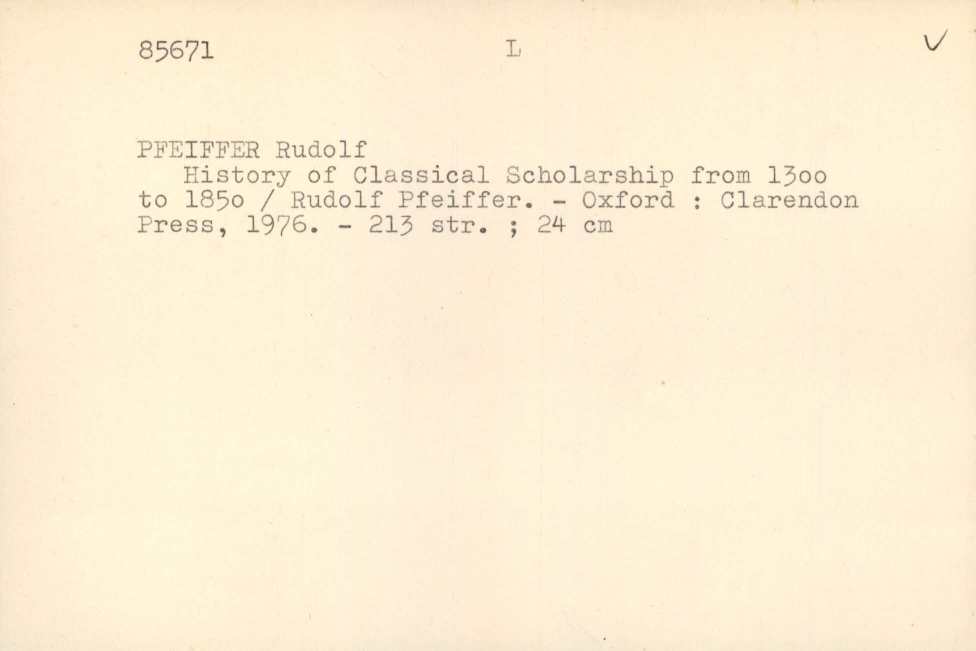 85671 L V
PFEIFFER Rudolf
History of Classical Scholarship from 13oo
to 185o / Rudolf Pfeiffer. - Oxford : Clarendon
Press, 1976. - 213 str. ; 24 cm